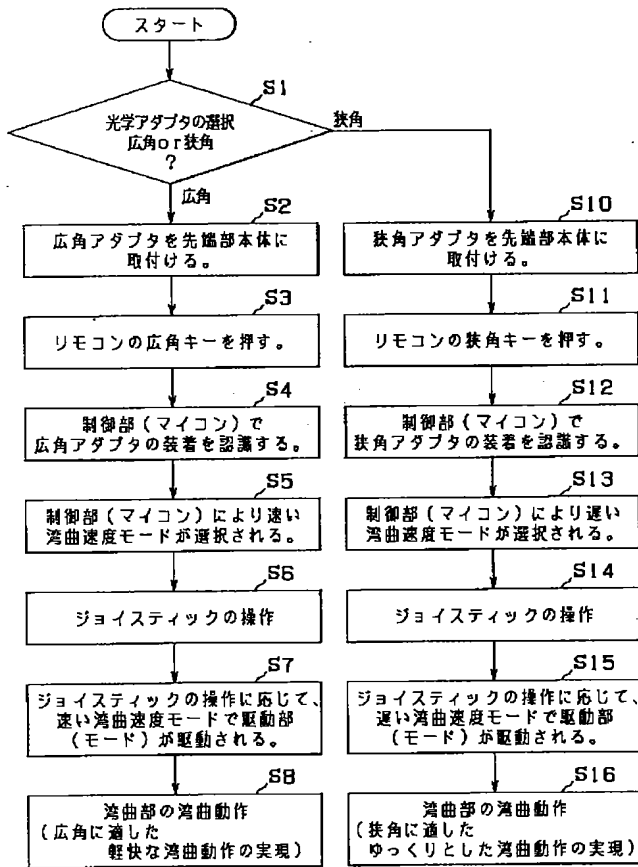 スタート
S1
光学アダプタの選択
広角or狭角
?
狭角
広角
S2
広角アダプタを先端部本体に
取付ける。
S3
リモコンの広角キーを押す。
S4
制御部(マイコン)で
広角アダプタの装着を認識する。
S5
制御部(マイコン)により速い
湾曲速度モードが選択される。
S6
ジョイスティックの操作
S7
ジョイスティックの操作に応じて、
速い湾曲速度モードで駆動部
(モード)が駆動される。
S8
湾曲部の湾曲動作
(広角に適した
軽快な湾曲動作の実現)
S10
狭角アダプタを先端部本体に
取付ける。
S11
リモコンの狭角キーを押す。
S12
制御部(マイコン)で
狭角アダプタの装着を認識する。
S13
制御部(マイコン)により遅い
湾曲速度モードが選択される。
S14
ジョイスティックの操作
S15
ジョイスティックの操作に応じて、
遅い湾曲速度モードで駆動部
(モード)が駆動される。
S16
湾曲部の湾曲動作
(狭角に適した
ゆっくりとした湾曲動作の実現)